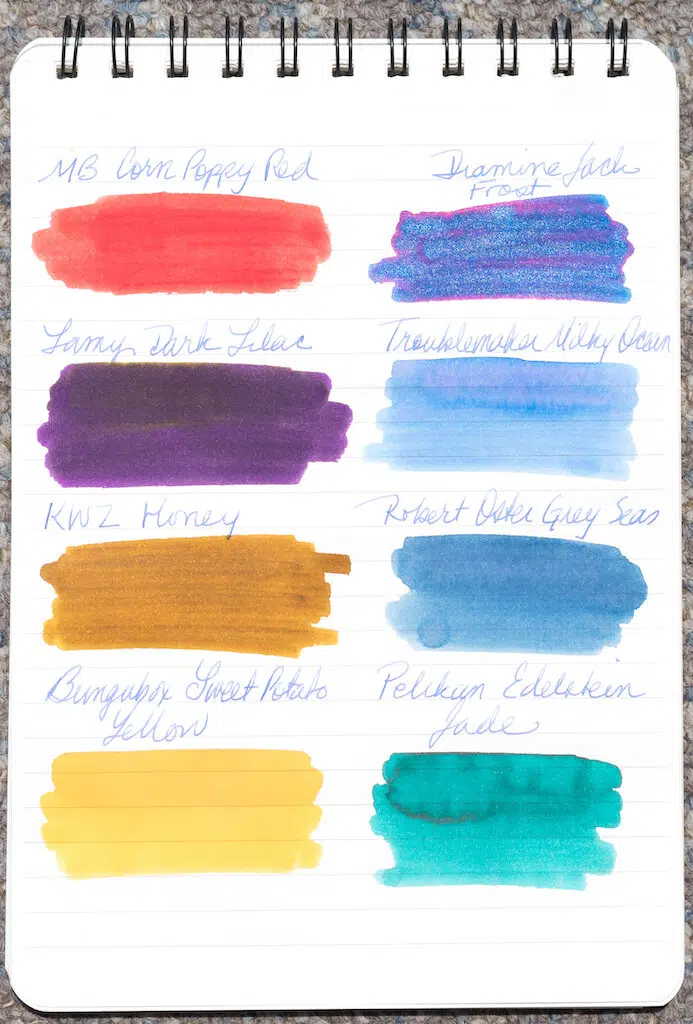 MB Corn Poppy Red
Diamine Jack
Frost
Lamy Dark Lilac
Troublemaker Milky Ocean
KWZ Honey
Robert Oster Grey Seas
Bungubox Sweet Potato
Yellow
Pelikan Edelstein
Jade